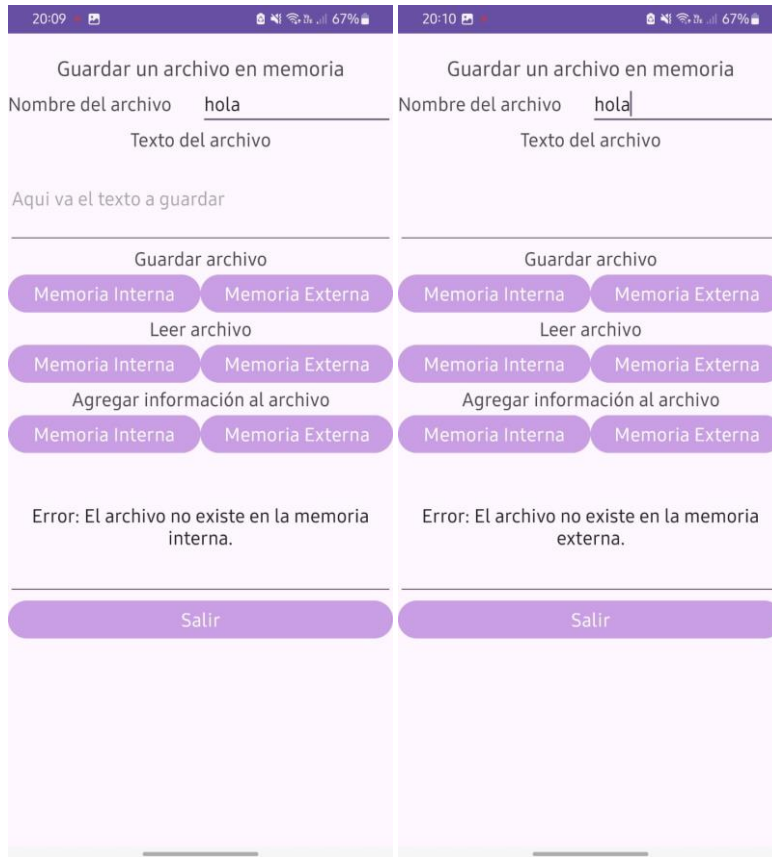 20:09
67%
Guardar un archivo en memoria
Nombre del archivo hola
Texto del archivo
Aqui va el texto a guardar
Guardar archivo
Memoria Interna Memoria Externa
Leer archivo
Memoria Interna Memoria Externa
Agregar información al archivo
Memoria Interna Memoria Externa
Error: El archivo no existe en la memoria
interna.
Salir
20:10
67%
Guardar un archivo en memoria
Nombre del archivo hola
Texto del archivo
Guardar archivo
Memoria Interna Memoria Externa
Leer archivo
Memoria Interna Memoria Externa
Agregar información al archivo
Memoria Interna Memoria Externa
Error: El archivo no existe en la memoria
externa.
Salir